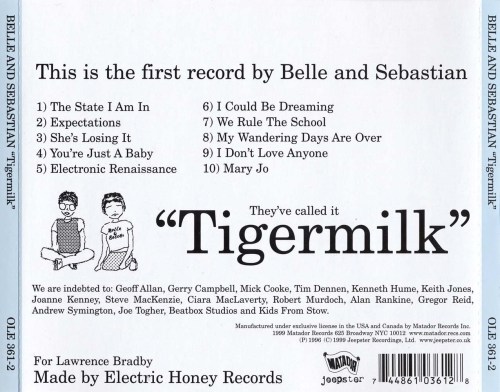 BELLE AND SEBASTIAN "Tigermilk"
OLE 361-2
This is the first record by Belle and Sebastian
1) The State I Am In
2) Expectations
3) She's Losing It
4) You're Just A Baby
5) Electronic Renaissance
6) I Could Be Dreaming
7) We Rule The School
8) My Wandering Days Are Over
9) I Don't Love Anyone
10) Mary Jo
They've called it
"Tigermilk"
We are indebted to: Geoff Allan, Gerry Campbell, Mick Cooke, Tim Dennen, Kenneth Hume, Keith Jones,
Joanne Kenney, Steve MacKenzie, Ciara MacLaverty, Robert Murdoch, Alan Rankine, Gregor Reid,
Andrew Symington, Joe Togher, Beatbox Studios and Kids From Stow.
Manufactured under exclusive license in the USA and Canada by Matador Records Inc.
1999 Matador Records 625 Broadway NYC 10012 www.matador.recs.com
(P) 1996 (C) 1999 Jeepster Recordings, Ltd. www.jeepster.co.uk
For Lawrence Bradby
Made by Electric Honey Records
MATADOR
jeepster
7 44861 03612 8
BELLE AND SEBASTIAN "Tigermilk"
OLE 361-2